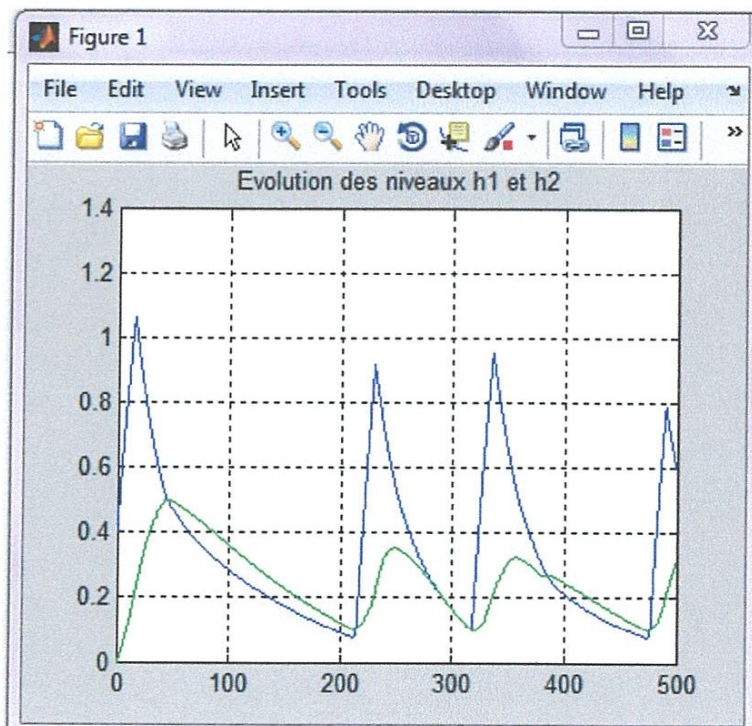 Figure 1
File Edit View Insert Tools Desktop Window Help
Evolution des niveaux h1 et h2
1.4
1.2
1
0.8
0.6
0.4
0.2
0
0 100 200 300 400 500